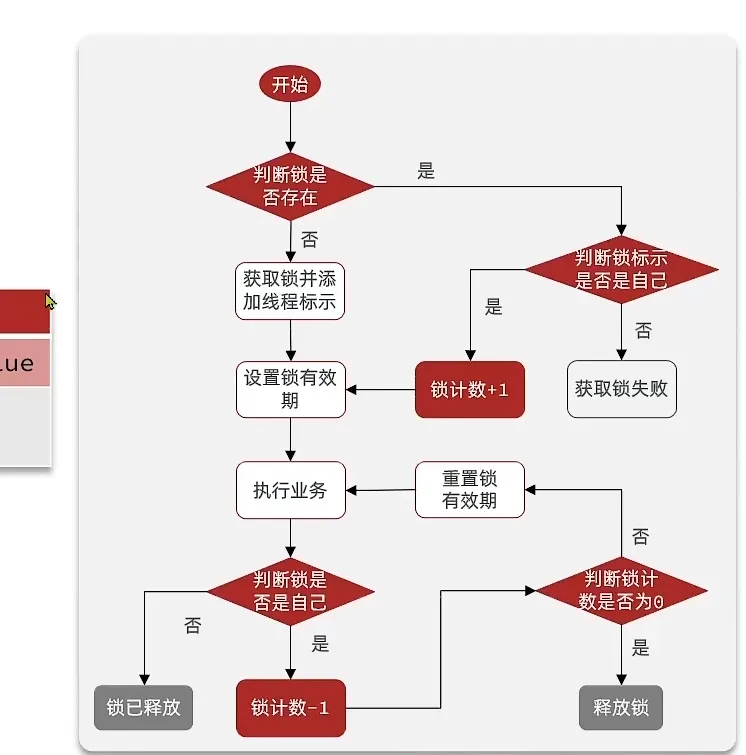 开始
判断锁是
否存在
是
否
获取锁并添
加线程标示
判断锁标示
是否是自己
是
否
lue
设置锁有效
期
锁计数+1
获取锁失败
执行业务
重置锁
有效期
否
判断锁是
否是自己
判断锁计
数是否为0
否
是
是
锁已释放
锁计数-1
释放锁